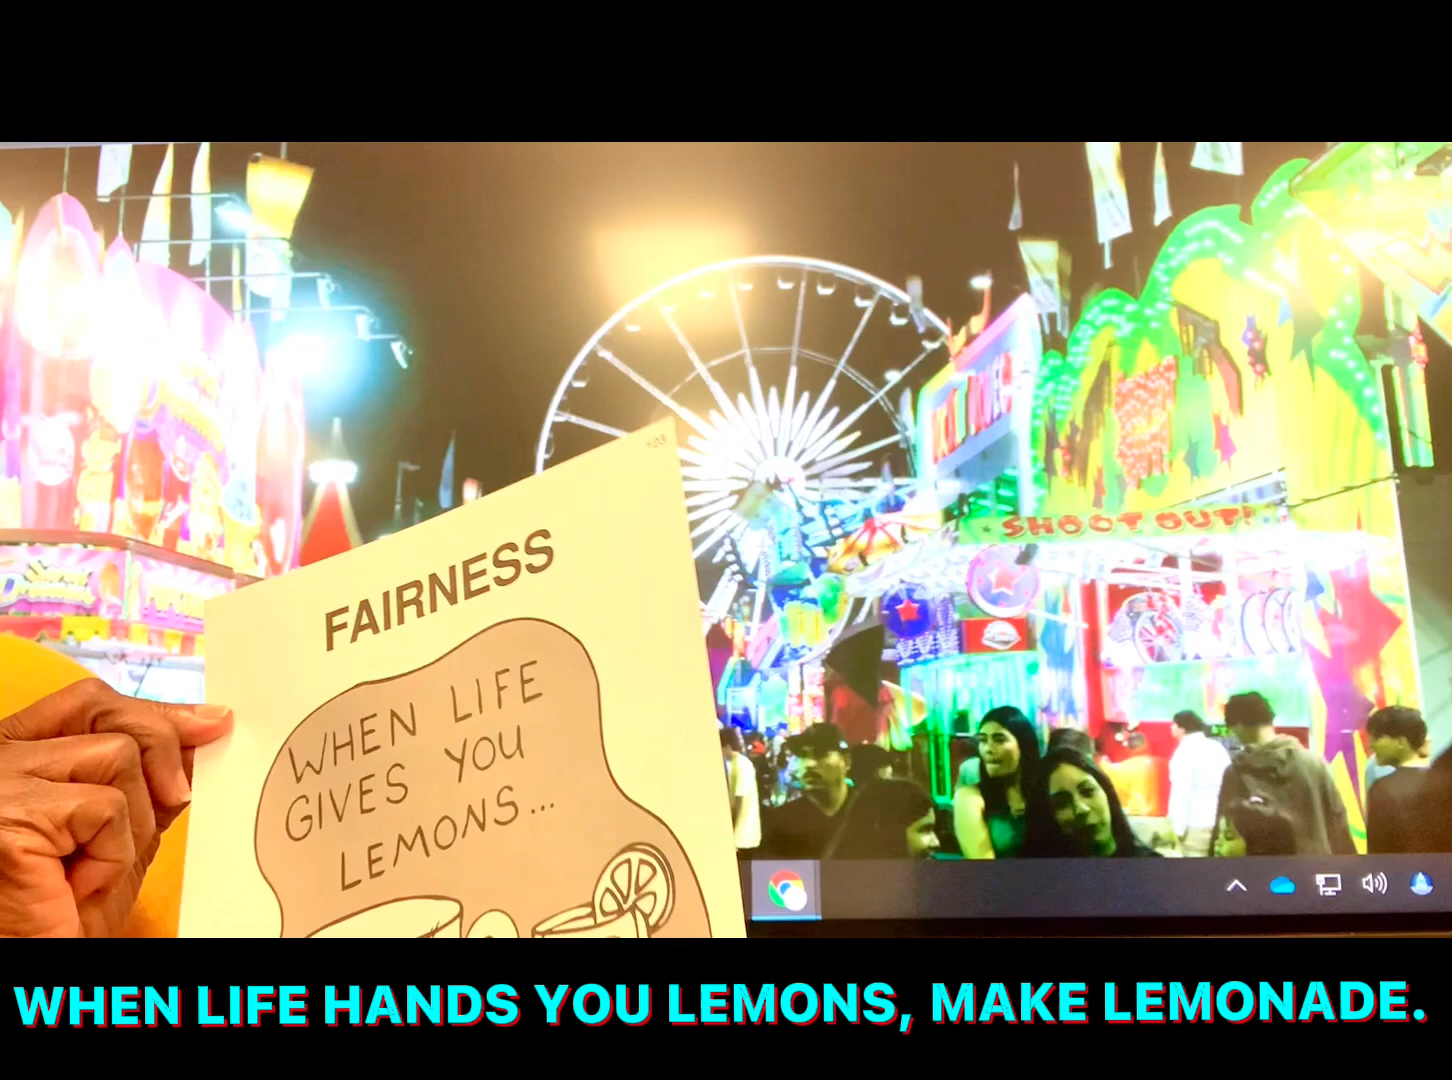 SHOOT OUT!
FAIRNESS
WHEN LIFE
GIVES YOU
LEMONS...
WHEN LIFE HANDS YOU LEMONS, MAKE LEMONADE.